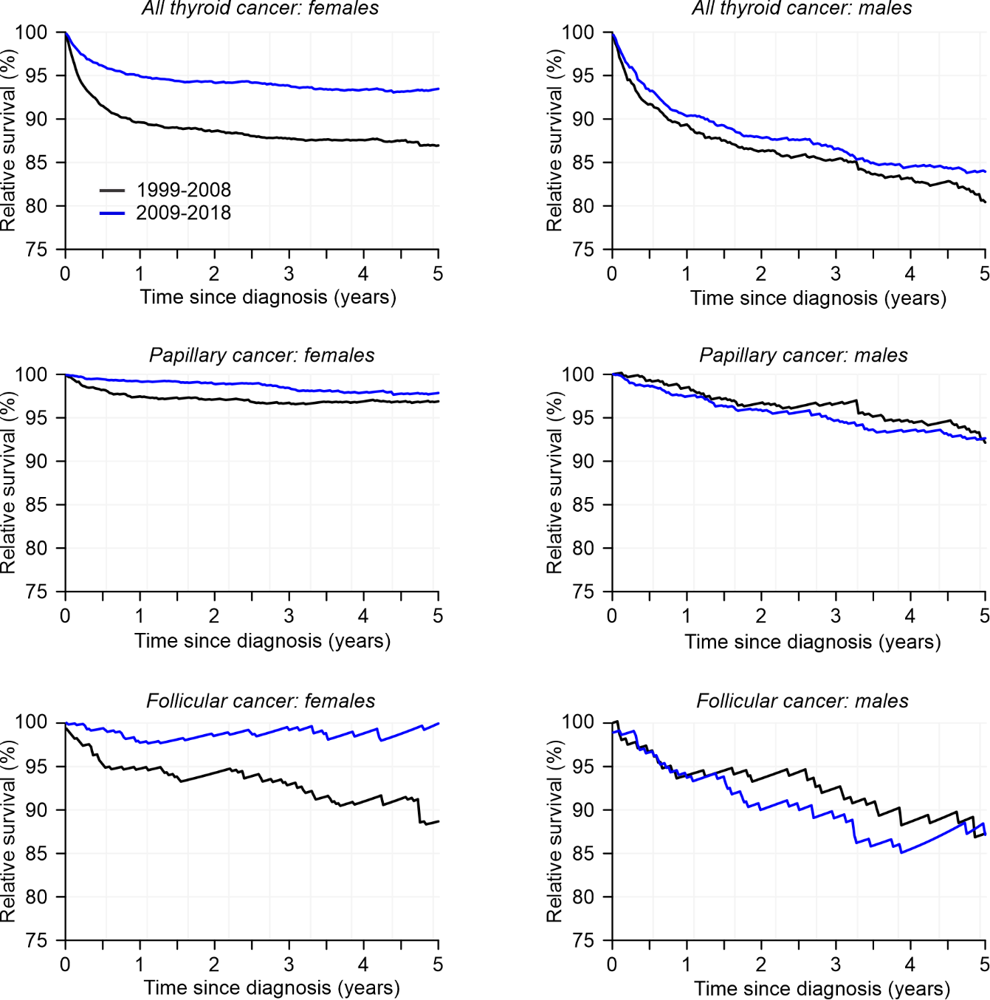 All thyroid cancer: females
100
95
90
85
80
75
Relative survival (%)
1999-2008
2009-2018
0 1 2 3 4 5
Time since diagnosis (years)
All thyroid cancer: males
100
95
90
85
80
75
Relative survival (%)
0 1 2 3 4 5
Time since diagnosis (years)
Papillary cancer: females
100
95
90
85
80
75
Relative survival (%)
0 1 2 3 4 5
Time since diagnosis (years)
Papillary cancer: males
100
95
90
85
80
75
Relative survival (%)
0 1 2 3 4 5
Time since diagnosis (years)
Follicular cancer: females
100
95
90
85
80
75
Relative survival (%)
0 1 2 3 4 5
Time since diagnosis (years)
Follicular cancer: males
100
95
90
85
80
75
Relative survival (%)
0 1 2 3 4 5
Time since diagnosis (years)